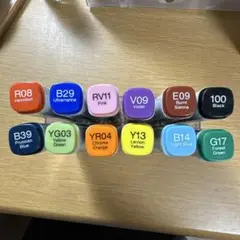 R08
Vermilion
B29
Ultramarine
RV11
Pink
V09
Violet
E09
Burnt
Sienna
100
Black
B39
Prussian
Blue
YG03
Yellow
Green
YR04
Chrome
Orange
Y13
Lemon
Yellow
B14
Light Blue
G17
Forest
Green